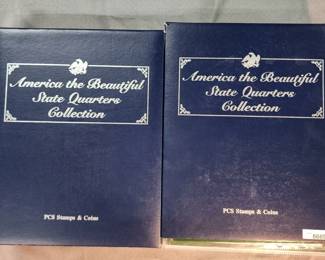 America the Beautiful
State Quarters
Collection
PCS Stamps & Coins
America the Beautiful
State Quarters
Collection
PCS Stamps & Coins